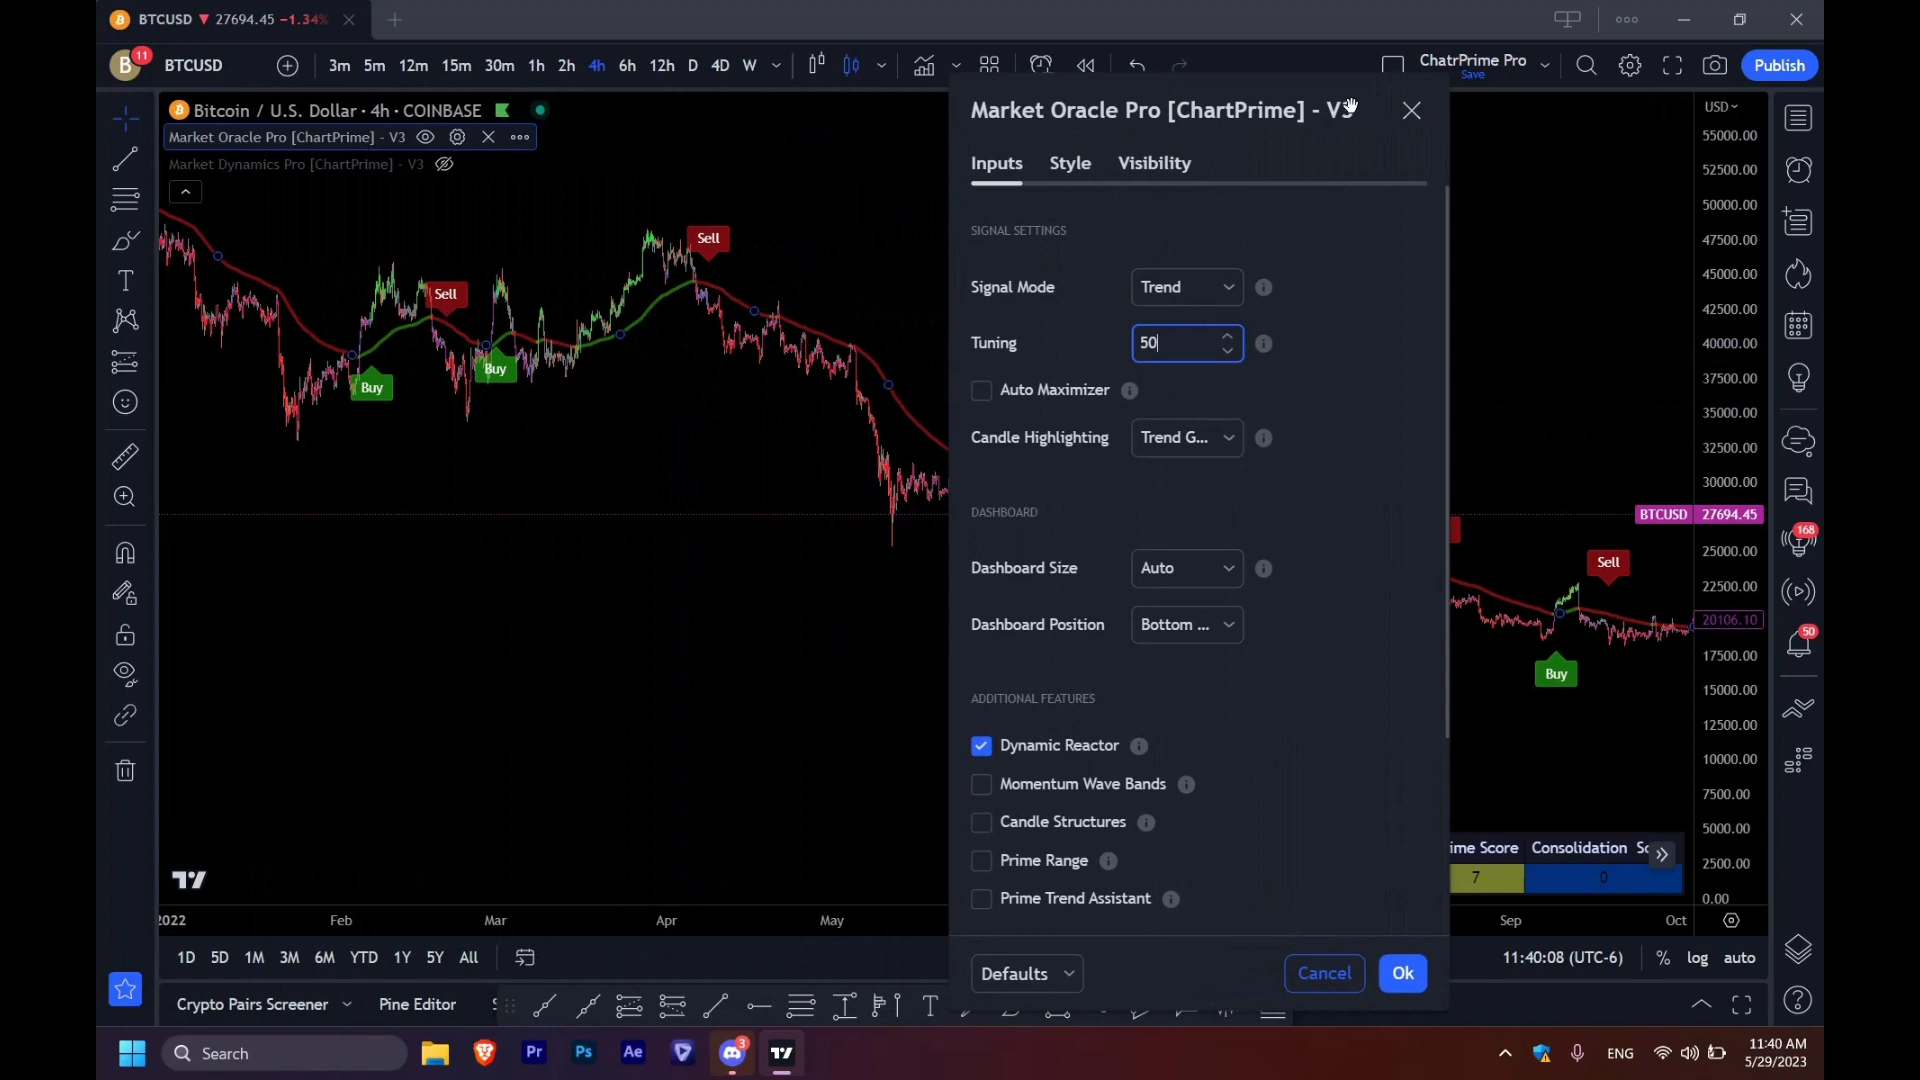 BTCUSD ▼ 27694.45 −1.34%
B 11 BTCUSD 3m 5m 12m 15m 30m 1h 2h 4h 6h 12h D 4D W ChatrPrime Pro Save Publish
Bitcoin / U.S. Dollar · 4h · COINBASE
Market Oracle Pro [ChartPrime] - V3
Market Dynamics Pro [ChartPrime] - V3
Sell
Sell
Buy
Buy
Market Oracle Pro [ChartPrime] - V3
Inputs Style Visibility
SIGNAL SETTINGS
Signal Mode Trend
Tuning 50
Auto Maximizer
Candle Highlighting Trend G...
DASHBOARD
Dashboard Size Auto
Dashboard Position Bottom ...
ADDITIONAL FEATURES
Dynamic Reactor
Momentum Wave Bands
Candle Structures
Prime Range
Prime Trend Assistant
Defaults Cancel Ok
Sell
Buy
USD
55000.00
52500.00
50000.00
47500.00
45000.00
42500.00
40000.00
37500.00
35000.00
32500.00
30000.00
BTCUSD 27694.45
25000.00
22500.00
20106.10
17500.00
15000.00
12500.00
10000.00
7500.00
5000.00
2500.00
0.00
168
50
ime Score Consolidation Sc
7 0
2022 Feb Mar Apr May Sep Oct
1D 5D 1M 3M 6M YTD 1Y 5Y All 11:40:08 (UTC-6) % log auto
Crypto Pairs Screener Pine Editor
Search Pr Ps Ae 3 ENG 11:40 AM
5/29/2023